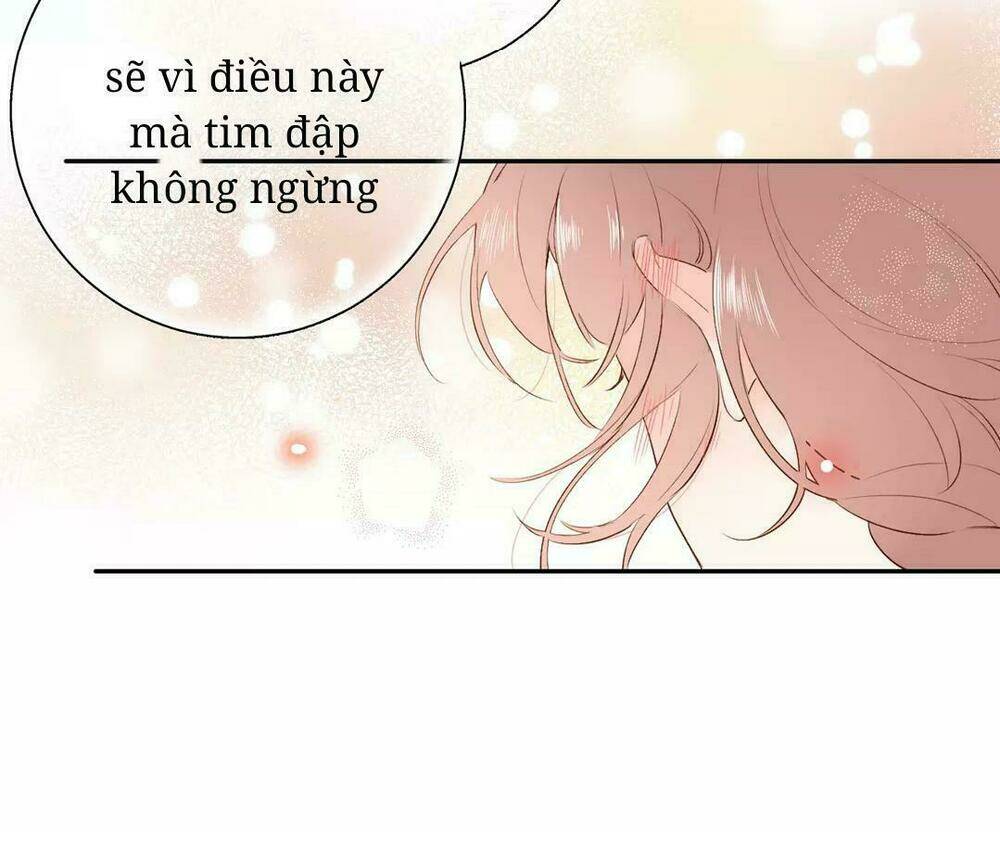 sẽ vì điều này
mà tim đập
không ngừng